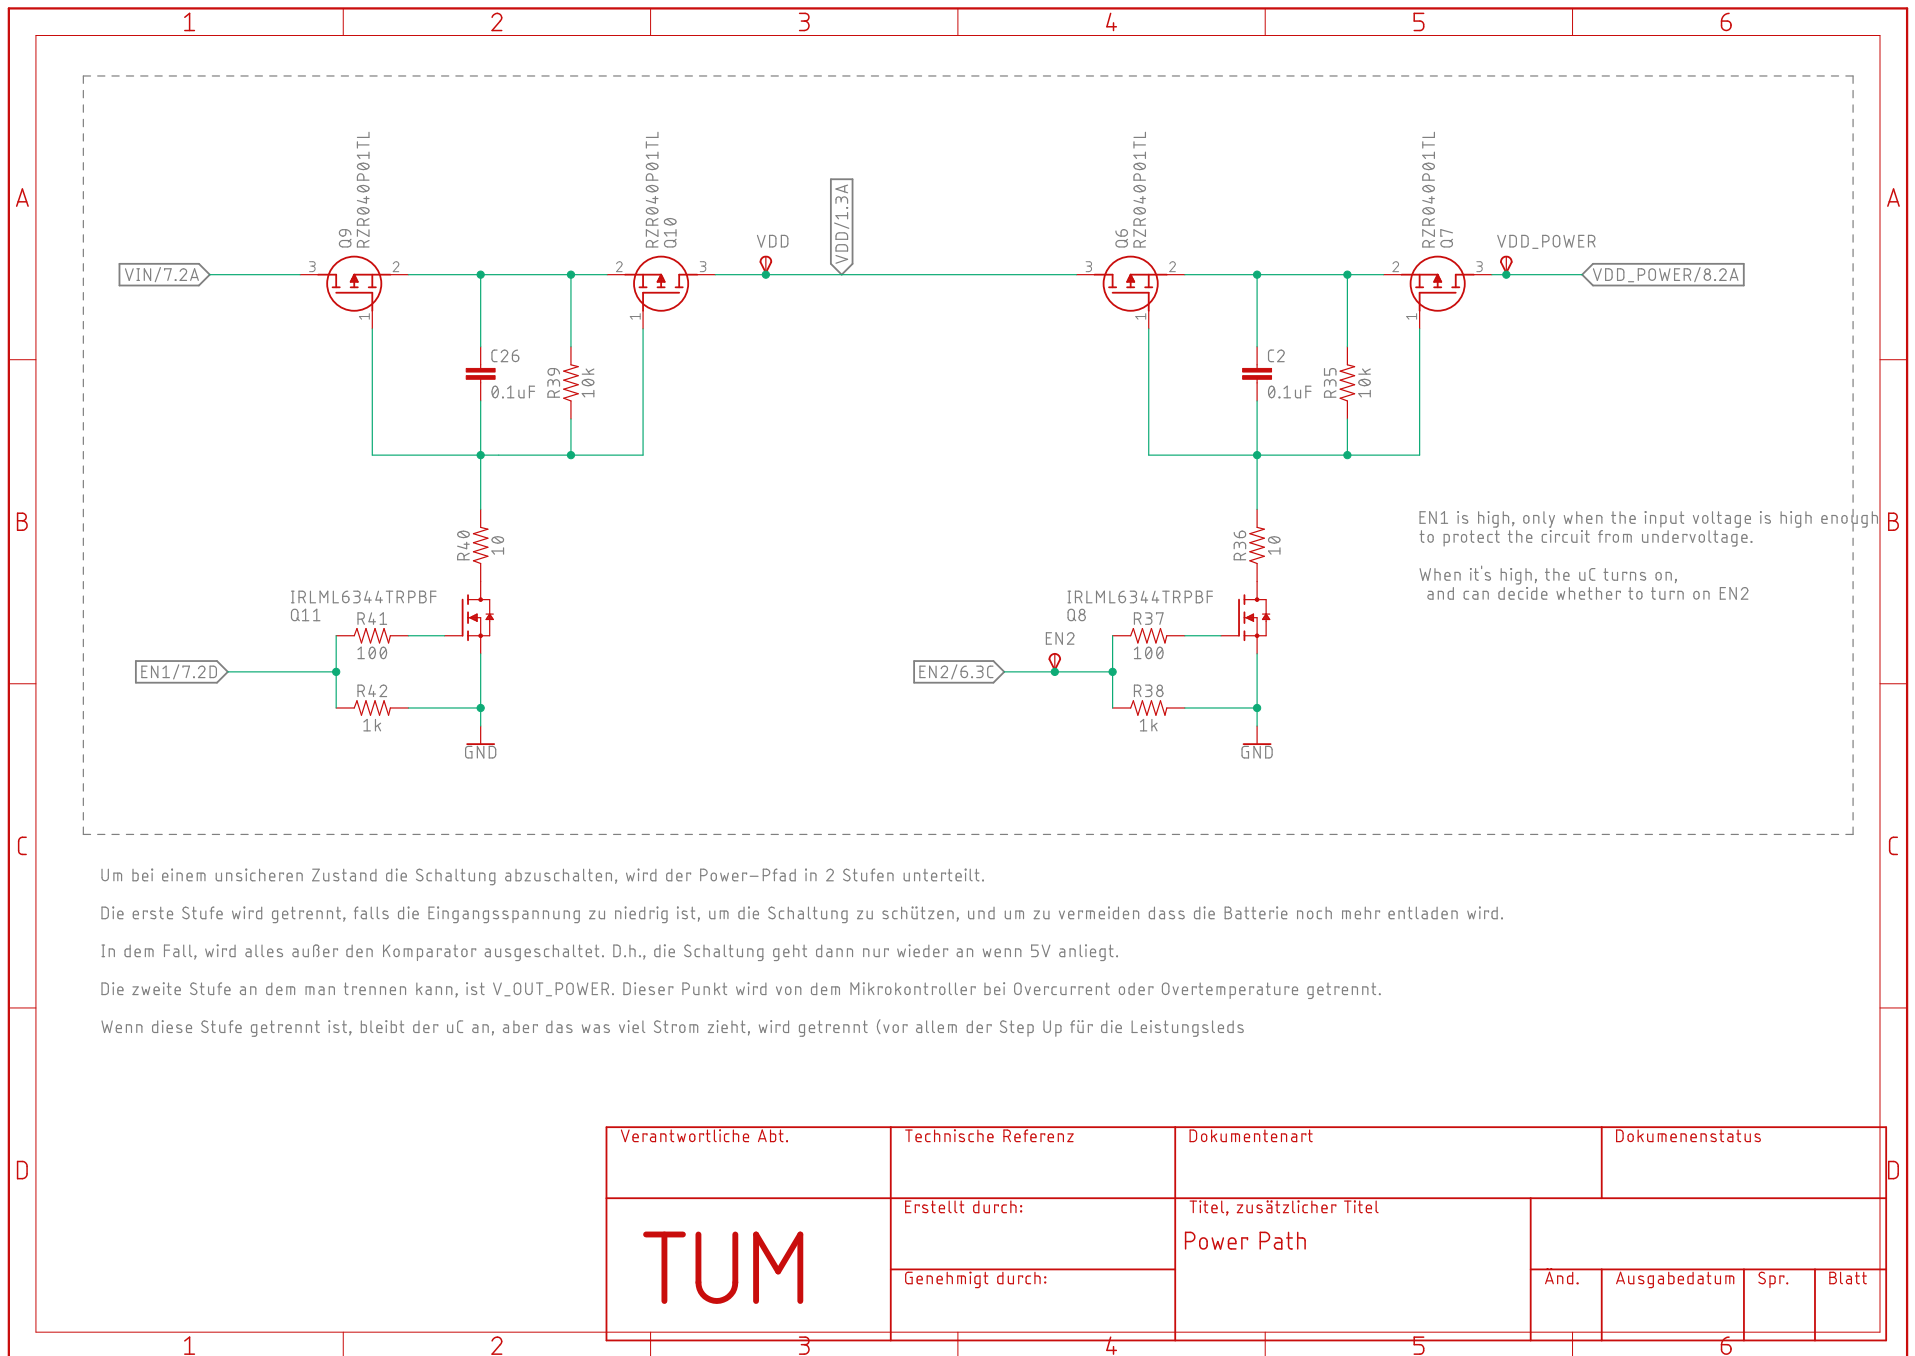 1 2 3 4 5 6
A A
RZR040P01TL
Q9
RZR040P01TL
Q10
VDD/1.3A
RZR040P01TL
Q6
RZR040P01TL
Q7
VDD
VDD_POWER
VIN/7.2A
3 2
2 3
3 2
2 3
VDD_POWER/8.2A
1
1
1
1
C26
0.1uF
R39
10k
C2
0.1uF
R35
10k
B B
R40
10
R36
10
EN1 is high, only when the input voltage is high enough
to protect the circuit from undervoltage.
When it's high, the uC turns on,
and can decide whether to turn on EN2
IRLML6344TRPBF
Q11
R41
100
IRLML6344TRPBF
Q8
R37
100
EN2
EN1/7.2D
EN2/6.3C
R42
1k
R38
1k
GND
GND
C C
Um bei einem unsicheren Zustand die Schaltung abzuschalten, wird der Power-Pfad in 2 Stufen unterteilt.
Die erste Stufe wird getrennt, falls die Eingangsspannung zu niedrig ist, um die Schaltung zu schützen, und um zu vermeiden dass die Batterie noch mehr entladen wird.
In dem Fall, wird alles außer den Komparator ausgeschaltet. D.h., die Schaltung geht dann nur wieder an wenn 5V anliegt.
Die zweite Stufe an dem man trennen kann, ist V_OUT_POWER. Dieser Punkt wird von dem Mikrokontroller bei Overcurrent oder Overtemperature getrennt.
Wenn diese Stufe getrennt ist, bleibt der uC an, aber das was viel Strom zieht, wird getrennt (vor allem der Step Up für die Leistungsleds
D D
Verantwortliche Abt.
Technische Referenz
Dokumentenart
Dokumenenstatus
TUM
Erstellt durch:
Genehmigt durch:
Titel, zusätzlicher Titel
Power Path
Änd.
Ausgabedatum
Spr.
Blatt
1 2 3 4 5 6